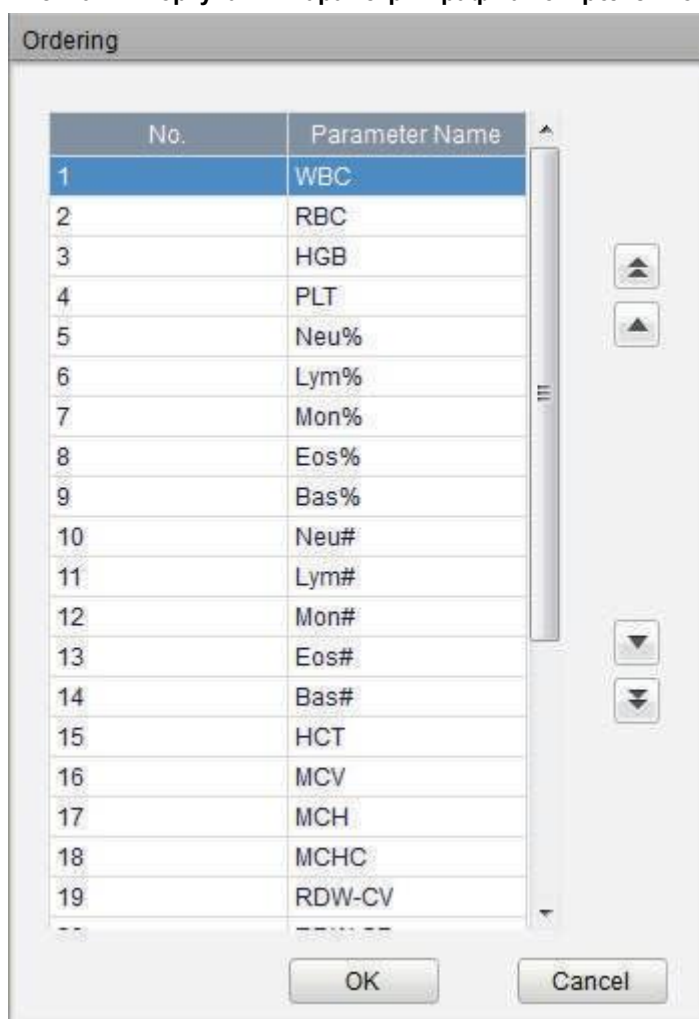 Ordering
No. Parameter Name
1 WBC
2 RBC
3 HGB
4 PLT
5 Neu%
6 Lym%
7 Mon%
8 Eos%
9 Bas%
10 Neu#
11 Lym#
12 Mon#
13 Eos#
14 Bas#
15 HCT
16 MCV
17 MCH
18 MCHC
19 RDW-CV
OK Cancel